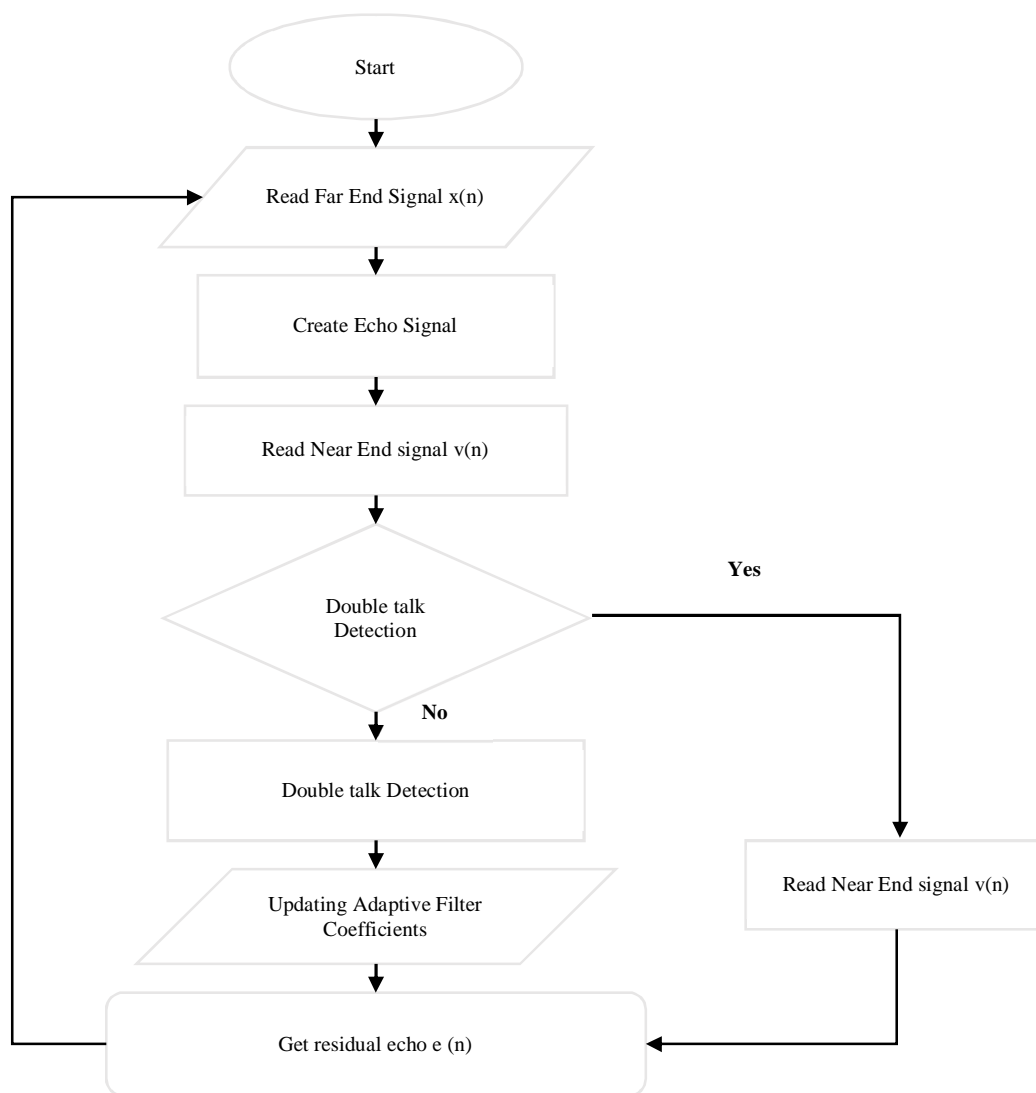 Start
Read Far End Signal x(n)
Create Echo Signal
Read Near End signal v(n)
Yes
Double talk
Detection
No
Double talk Detection
Read Near End signal v(n)
Updating Adaptive Filter
Coefficients
Get residual echo e (n)